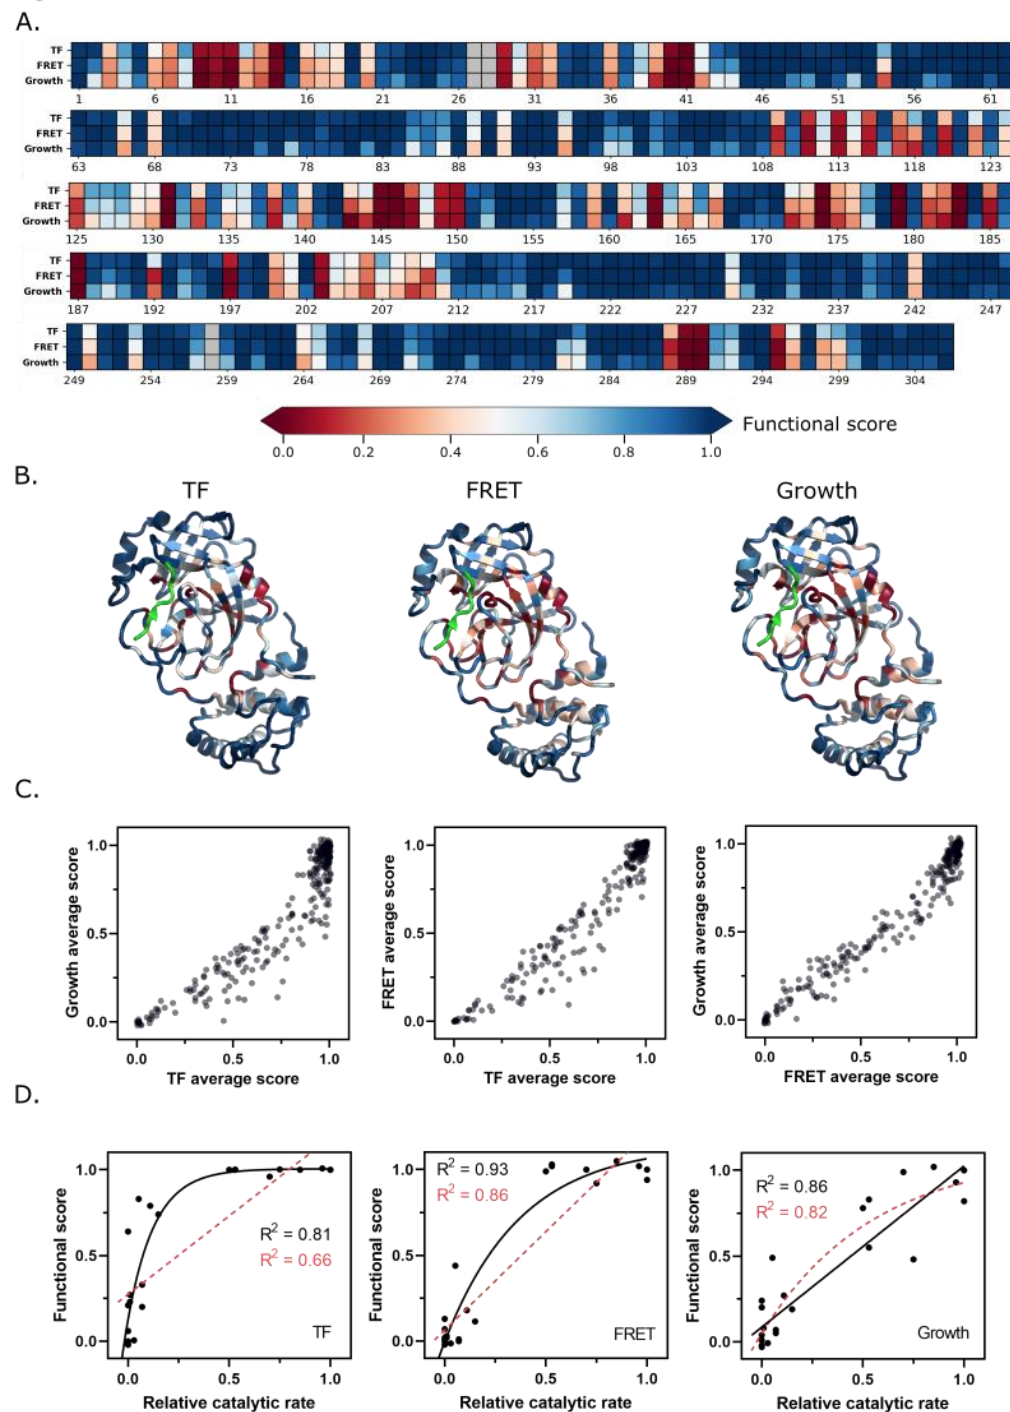 A.
TF
FRET
Growth
1 6 11 16 21 26 31 36 41 46 51 56 61
TF
FRET
Growth
63 68 73 78 83 88 93 98 103 108 113 118 123
TF
FRET
Growth
125 130 135 140 145 150 155 160 165 170 175 180 185
TF
FRET
Growth
187 192 197 202 207 212 217 222 227 232 237 242 247
TF
FRET
Growth
249 254 259 264 269 274 279 284 289 294 299 304
0.0 0.2 0.4 0.6 0.8 1.0
Functional score
B.
TF FRET Growth
C.
Growth average score
1.0
0.5
0.0
0.0 0.5 1.0
TF average score
FRET average score
1.0
0.5
0.0
0.0 0.5 1.0
TF average score
Growth average score
1.0
0.5
0.0
0.0 0.5 1.0
FRET average score
D.
Functional score
1.0
0.5
0.0
R² = 0.81
R² = 0.66
TF
0.0 0.5 1.0
Relative catalytic rate
Functional score
1.0
0.5
0.0
R² = 0.93
R² = 0.86
FRET
0.0 0.5 1.0
Relative catalytic rate
Functional score
1.0
0.5
0.0
R² = 0.86
R² = 0.82
Growth
0.0 0.5 1.0
Relative catalytic rate